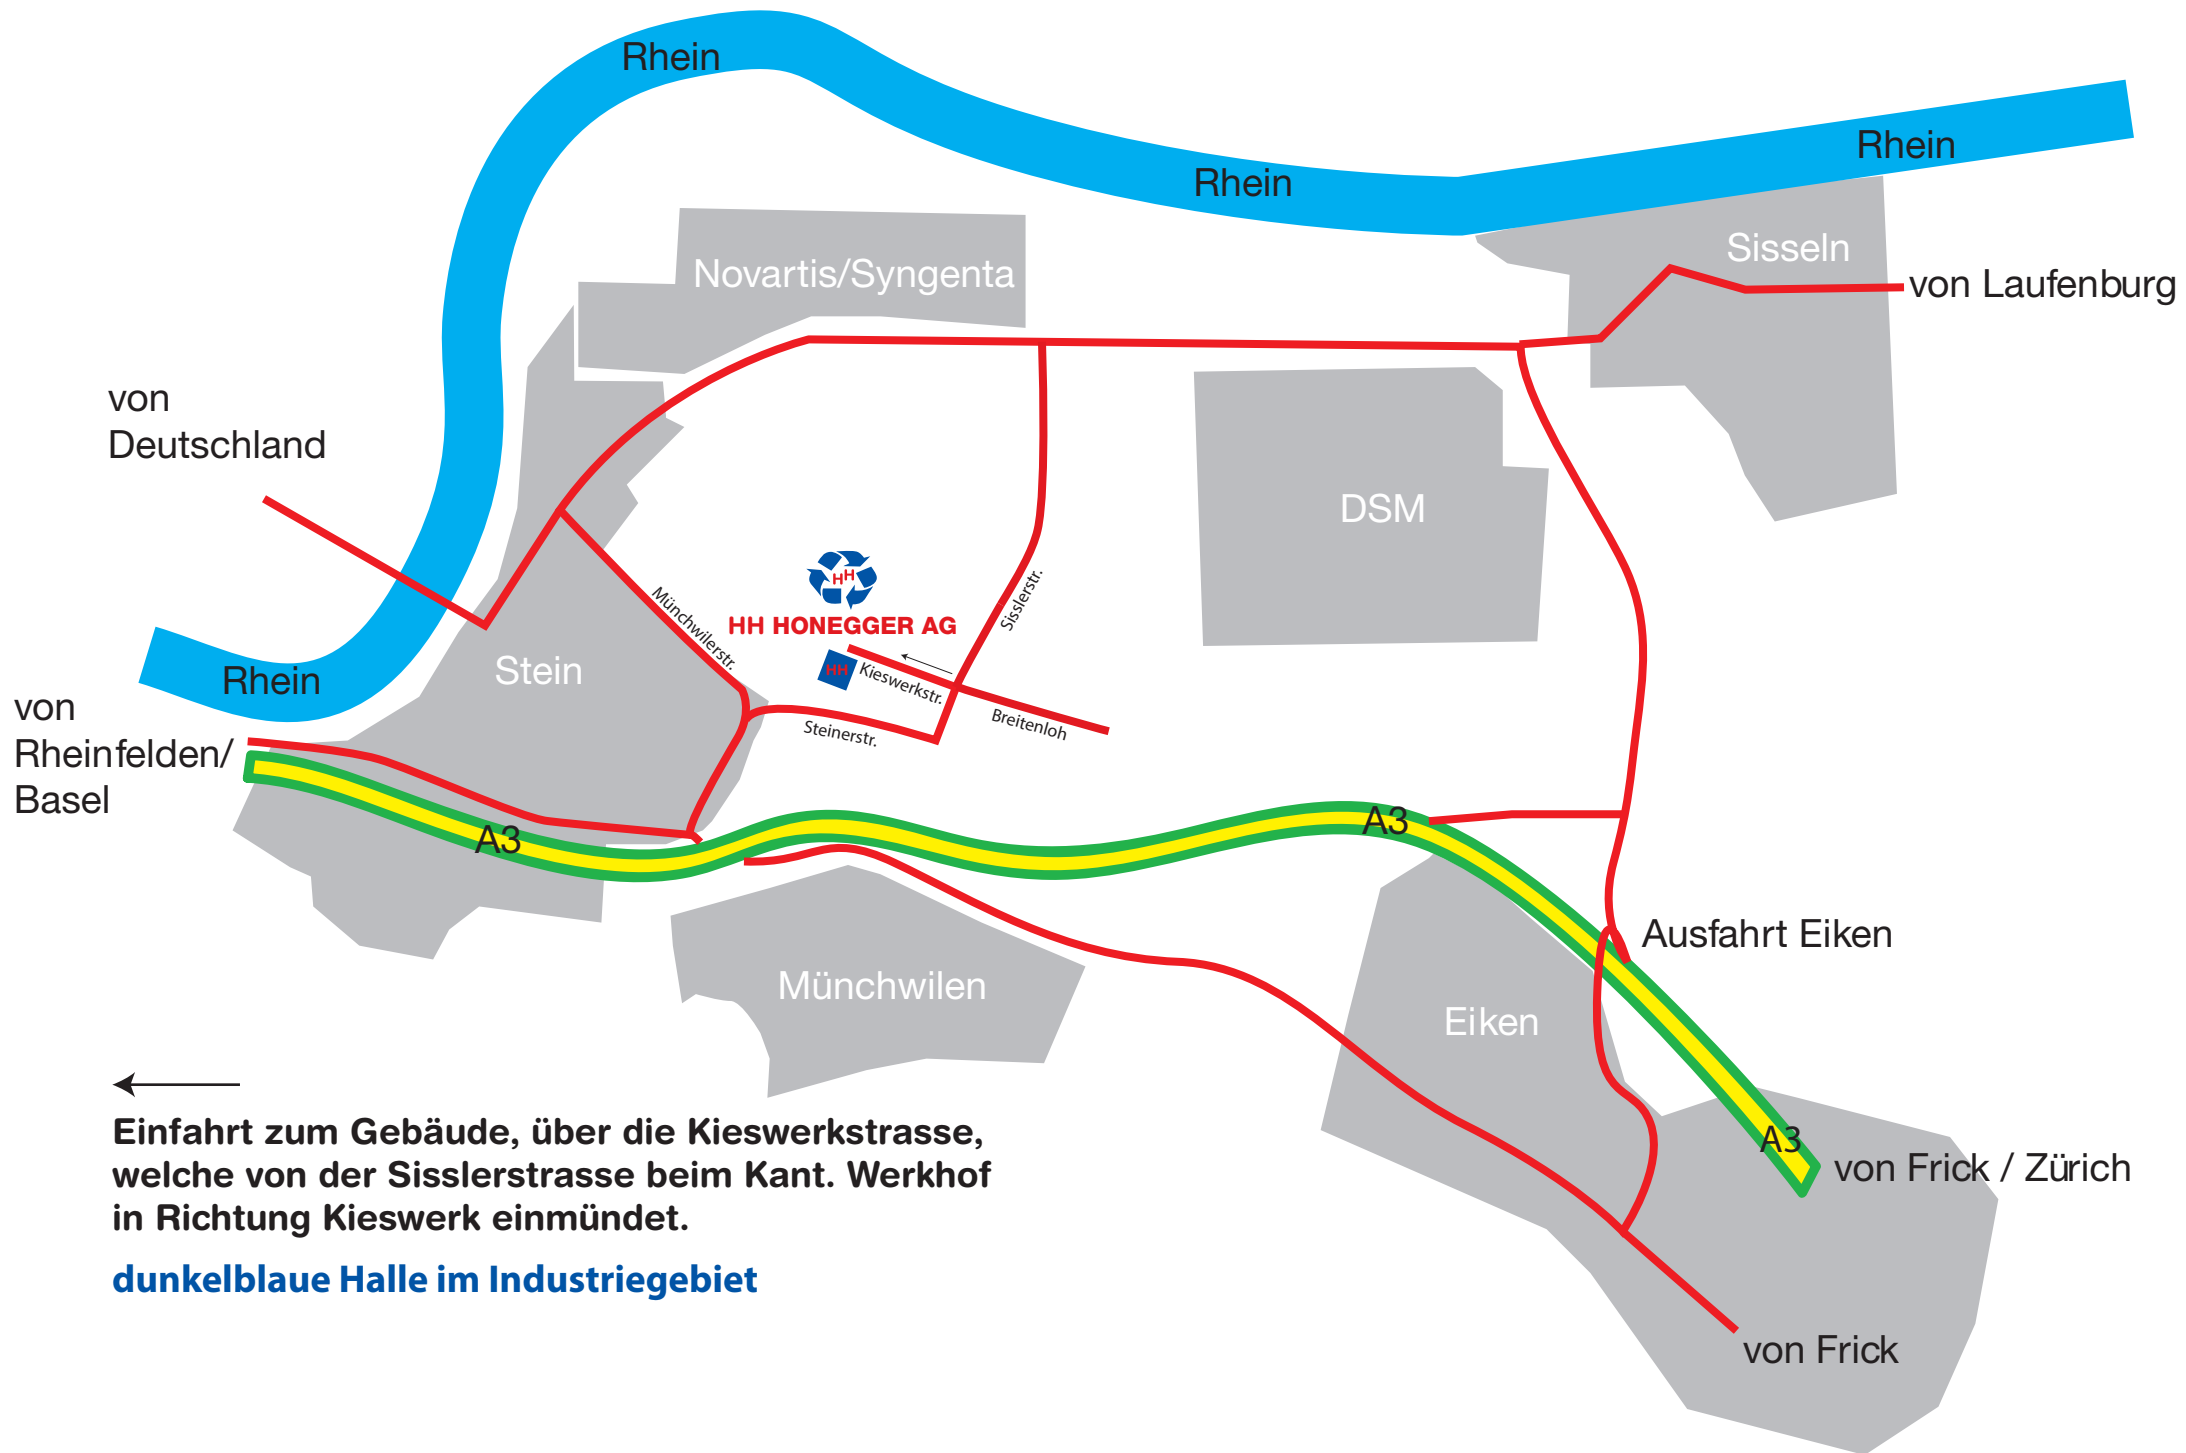 Rhein
Rhein
Rhein
Novartis/Syngenta
Sisseln
von Laufenburg
von
Deutschland
DSM
HH
HH HONEGGER AG
Münchwilerstr.
Sisslerstr.
Stein
HH
Kieswerkstr.
Rhein
Breitenloh
Steinerstr.
von
Rheinfelden/
Basel
A3
A3
Ausfahrt Eiken
Münchwilen
Eiken
A3
von Frick / Zürich
Einfahrt zum Gebäude, über die Kieswerkstrasse,
welche von der Sisslerstrasse beim Kant. Werkhof
in Richtung Kieswerk einmündet.
dunkelblaue Halle im Industriegebiet
von Frick